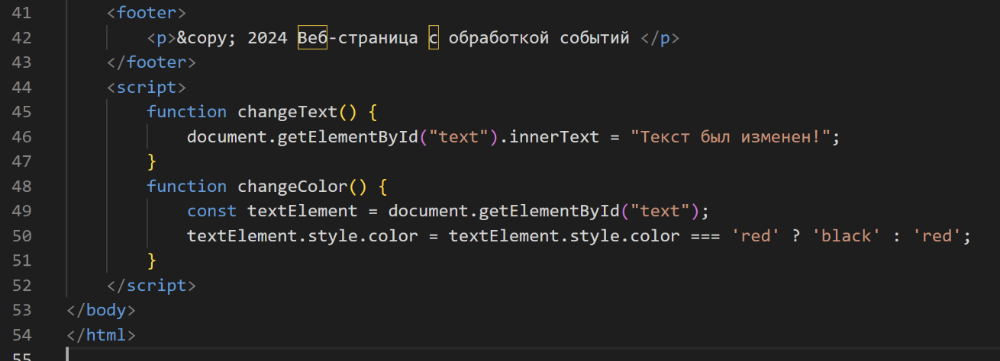 41 <footer>
42 <p>&copy; 2024 Веб-страница с обработкой событий </p>
43 </footer>
44 <script>
45 function changeText() {
46 document.getElementById("text").innerText = "Текст был изменен!";
47 }
48 function changeColor() {
49 const textElement = document.getElementById("text");
50 textElement.style.color = textElement.style.color === 'red' ? 'black' : 'red';
51 }
52 </script>
53 </body>
54 </html>
55